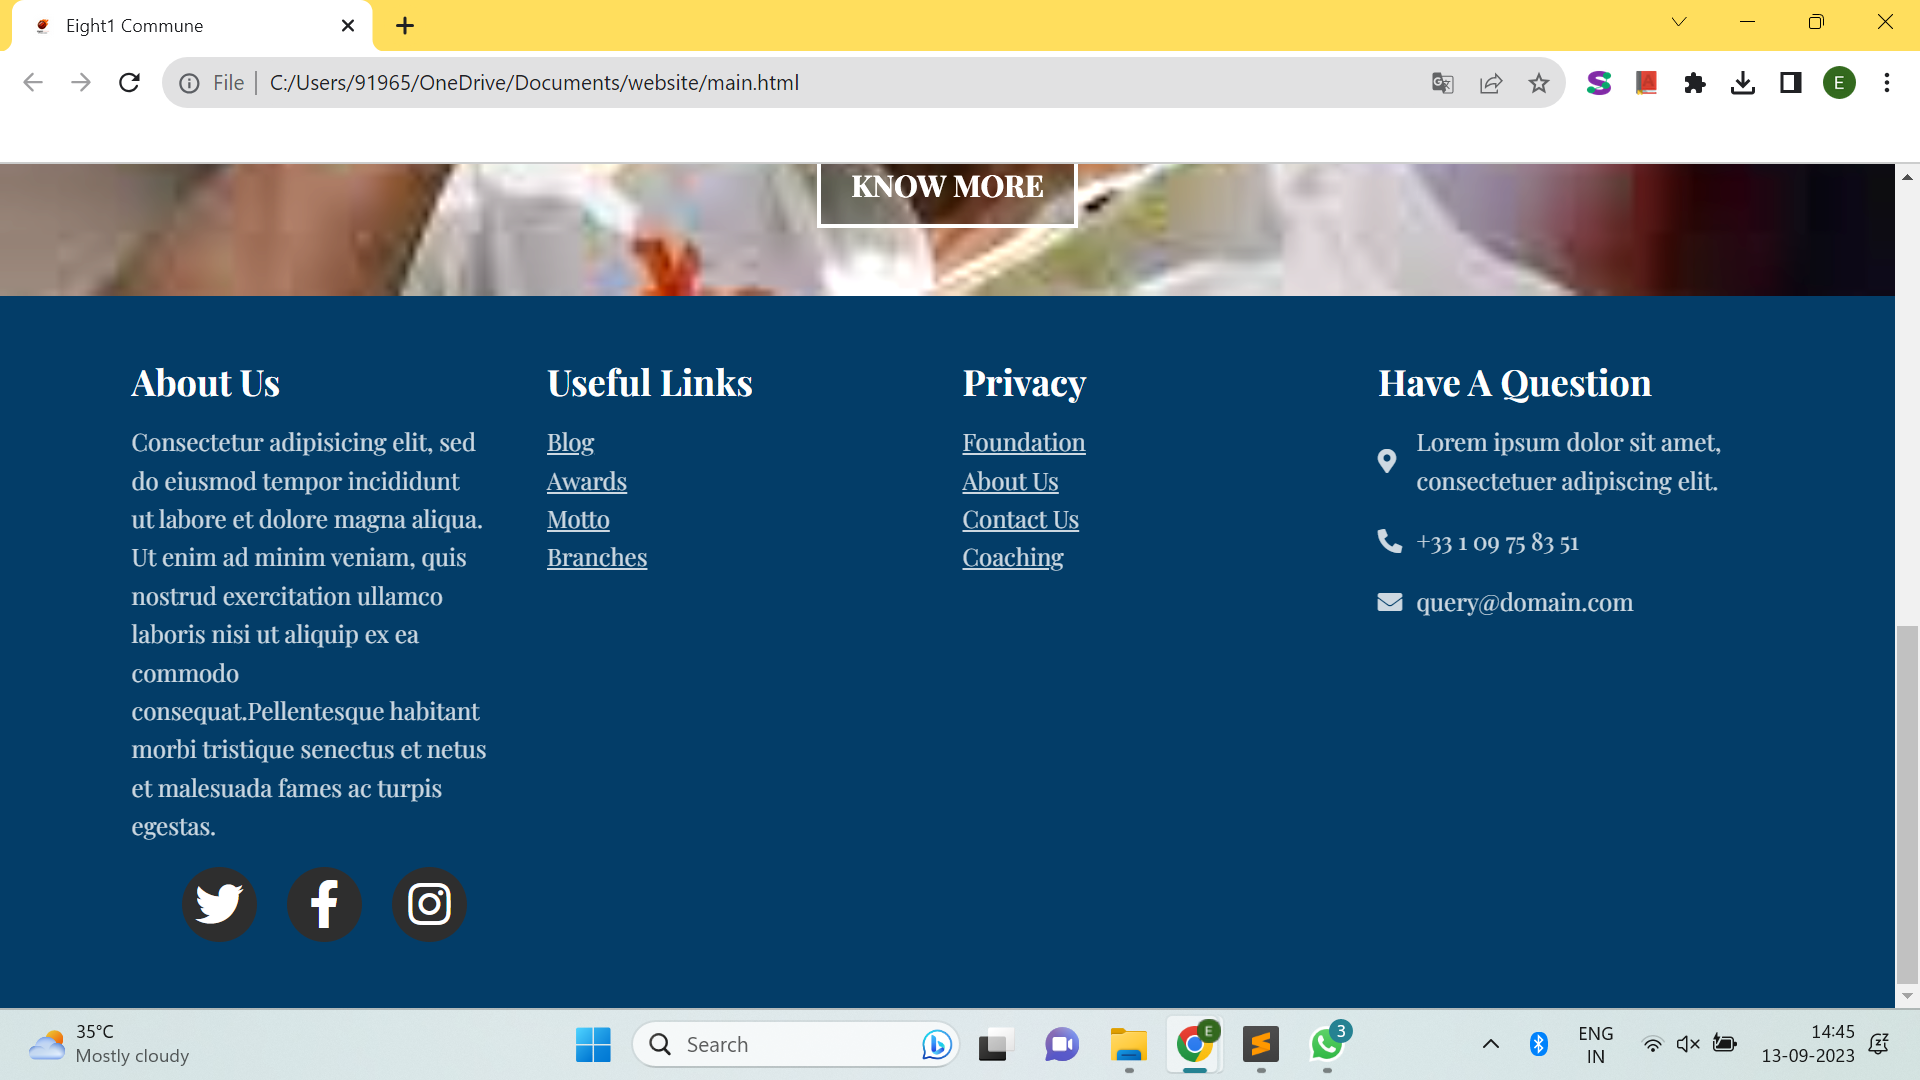 Eight1 Commune
File
C:/Users/91965/OneDrive/Documents/website/main.html
E
KNOW MORE
About Us
Consectetur adipisicing elit, sed
do eiusmod tempor incididunt
ut labore et dolore magna aliqua.
Ut enim ad minim veniam, quis
nostrud exercitation ullamco
laboris nisi ut aliquip ex ea
commodo
consequat.Pellentesque habitant
morbi tristique senectus et netus
et malesuada fames ac turpis
egestas.
Useful Links
Blog
Awards
Motto
Branches
Privacy
Foundation
About Us
Contact Us
Coaching
Have A Question
Lorem ipsum dolor sit amet,
consectetuer adipiscing elit.
+33 1 09 75 83 51
query@domain.com
35°C
Mostly cloudy
Search
E
3
ENG
IN
14:45
13-09-2023